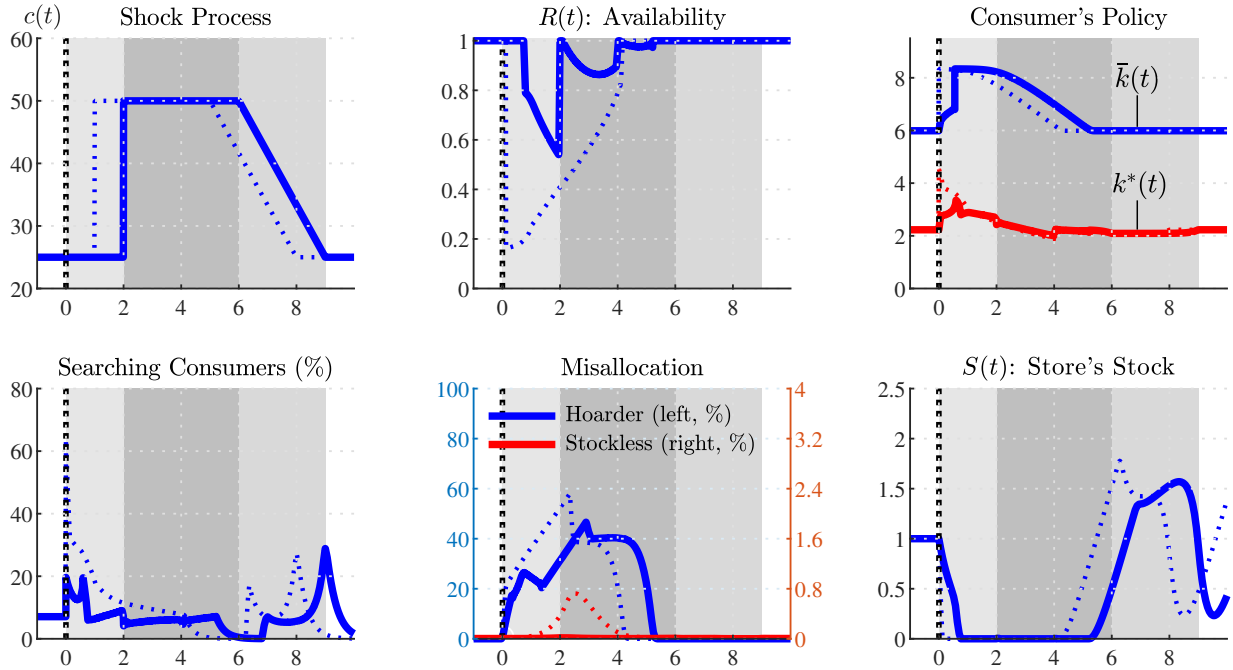 c(t) Shock Process
60
50
40
30
20
0 2 4 6 8
R(t): Availability
1
0.8
0.6
0.4
0.2
0
0 2 4 6 8
Consumer's Policy
8
6
4
2
0
k̄(t)
k*(t)
0 2 4 6 8
Searching Consumers (%)
80
60
40
20
0
0 2 4 6 8
Misallocation
100
80
60
40
20
0
Hoarder (left, %)
Stockless (right, %)
4
3.2
2.4
1.6
0.8
0
0 2 4 6 8
S(t): Store's Stock
2.5
2
1.5
1
0.5
0
0 2 4 6 8